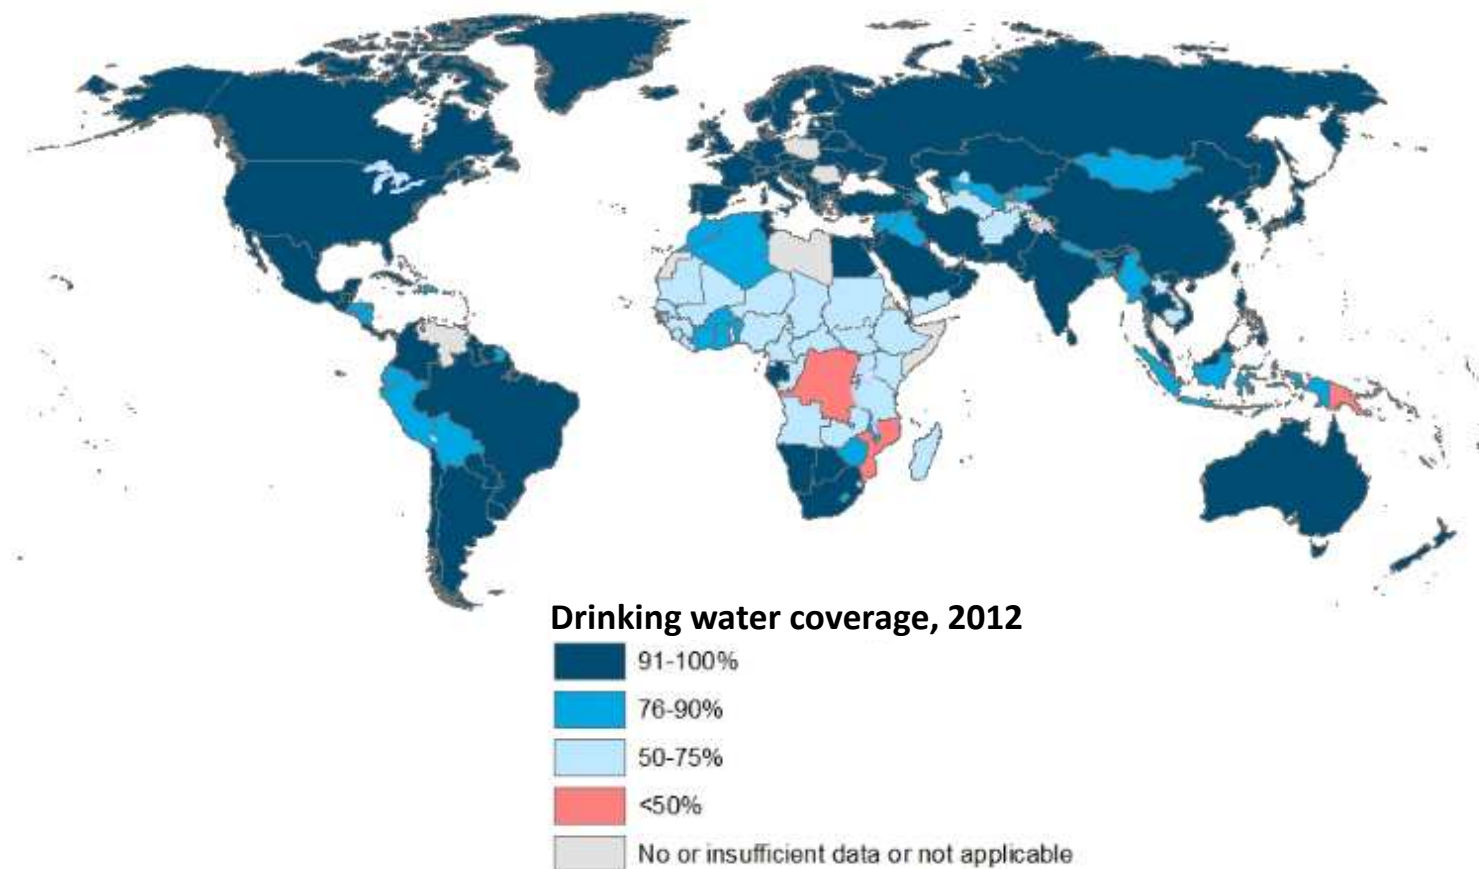 Drinking water coverage, 2012
91-100%
76-90%
50-75%
<50%
No or insufficient data or not applicable